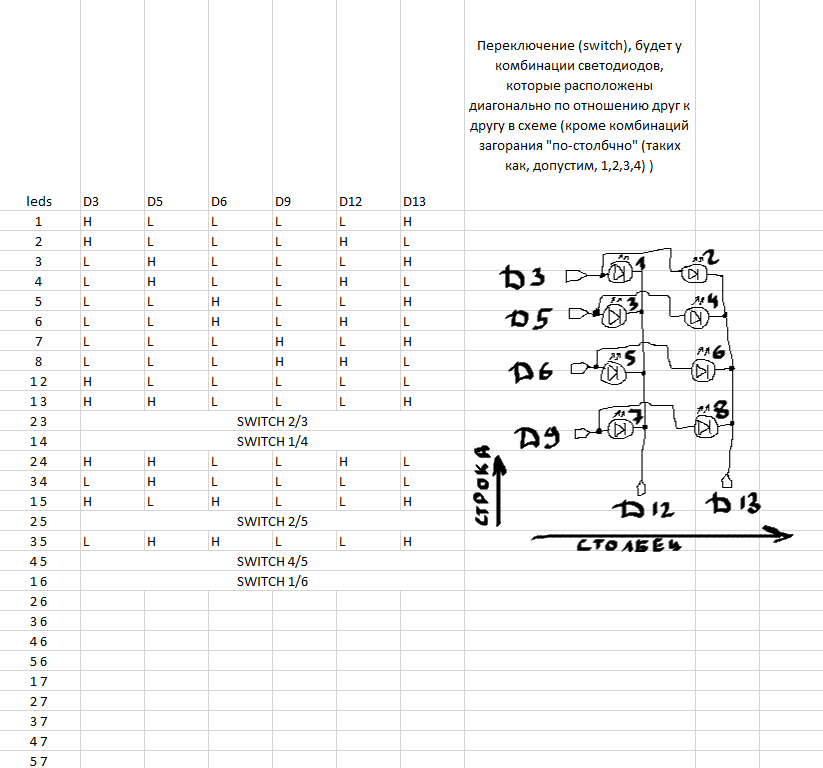 Переключение (switch), будет у
комбинации светодиодов,
которые расположены
диагонально по отношению друг к
другу в схеме (кроме комбинаций
загорания "по-столбчно" (таких
как, допустим, 1,2,3,4) )
leds D3 D5 D6 D9 D12 D13
1 H L L L L H
2 H L L L H L
3 L H L L L H
4 L H L L H L
5 L L H L L H
6 L L H L H L
7 L L L H L H
8 L L L H H L
1 2 H L L L L L
1 3 H H L L L H
2 3 SWITCH 2/3
1 4 SWITCH 1/4
2 4 H H L L H L
3 4 L H L L L L
1 5 H L H L L H
2 5 SWITCH 2/5
3 5 L H H L L H
4 5 SWITCH 4/5
1 6 SWITCH 1/6
2 6
3 6
4 6
5 6
1 7
2 7
3 7
4 7
5 7
D3 1 2
D5 3 4
D6 5 6
D9 7 8
D12 D13
СТРОКА
СТОЛБЕЦ